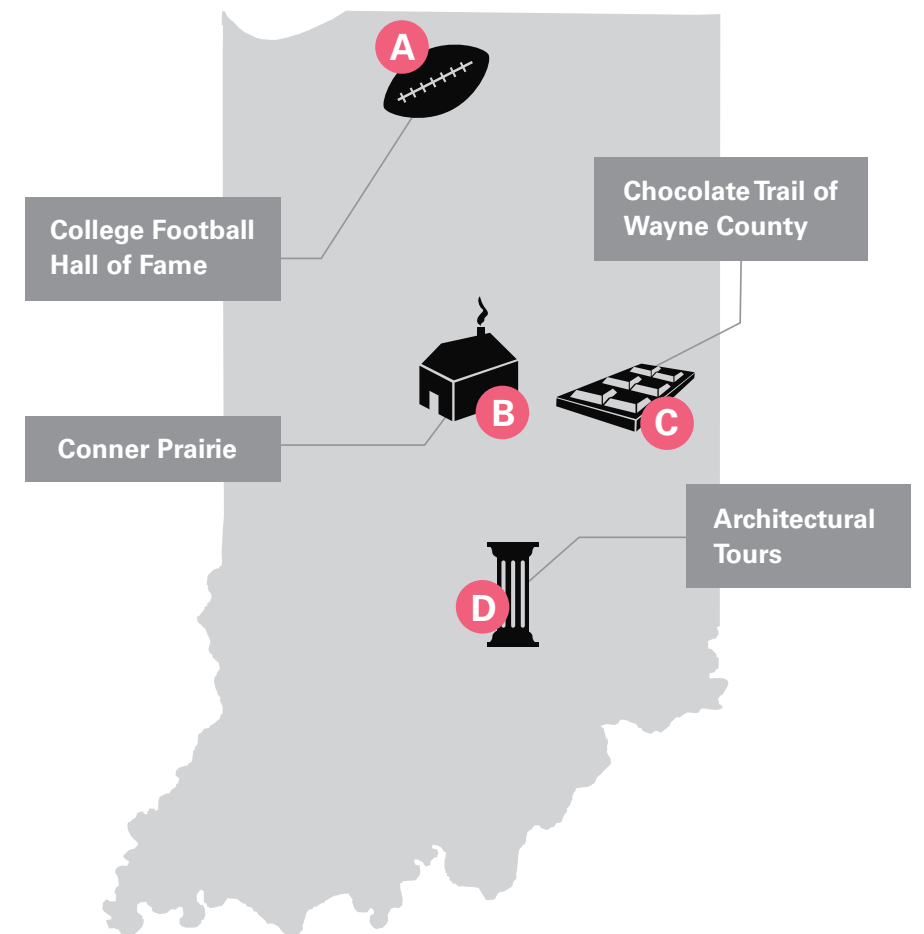 A
College Football
Hall of Fame
Chocolate Trail of
Wayne County
B
C
Conner Prairie
Architectural
Tours
D